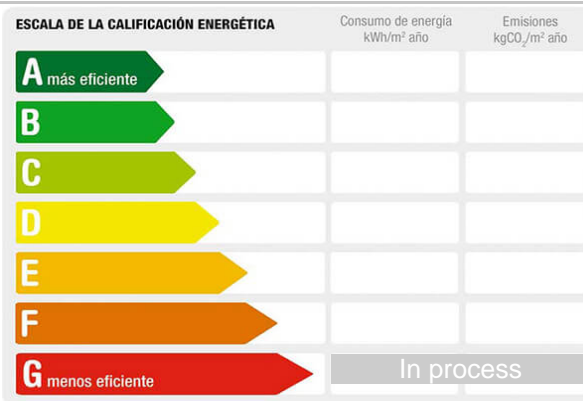 ESCALA DE LA CALIFICACIÓN ENERGÉTICA
Consumo de energía
kWh/m² año
Emisiones
kgCO₂/m² año
A más eficiente
B
C
D
E
F
G menos eficiente
In process